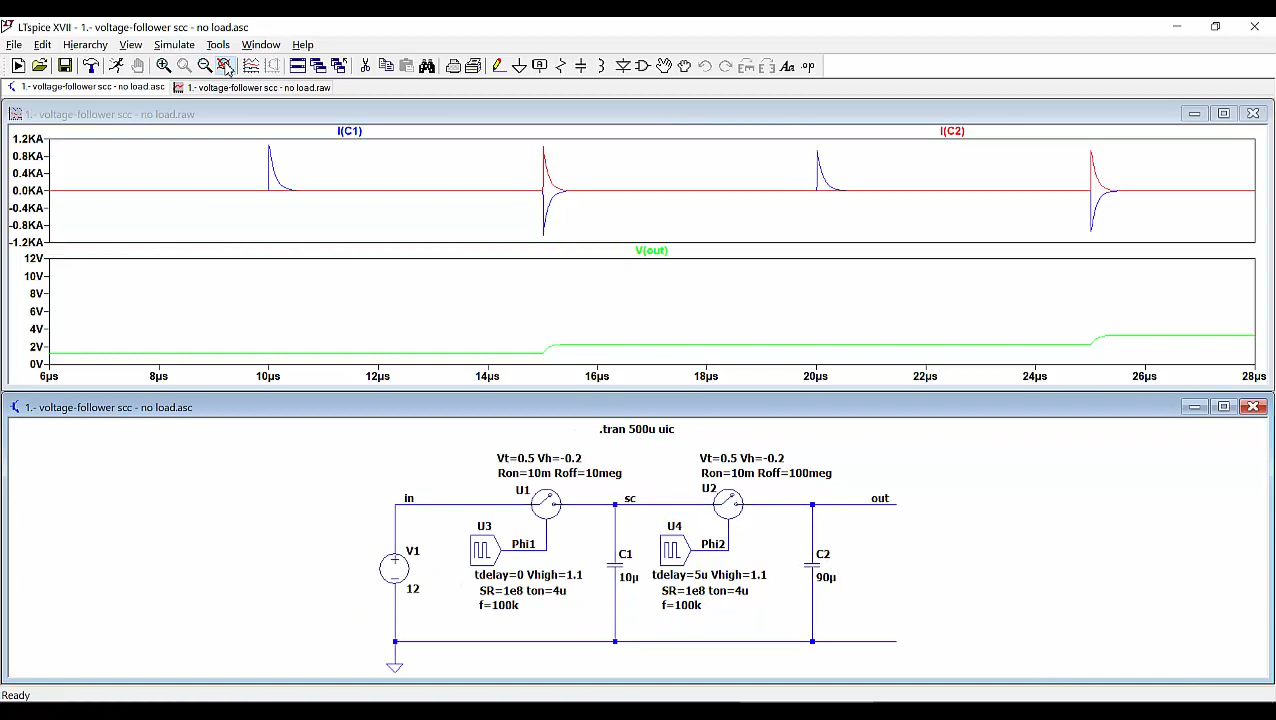 LTspice XVII - 1.- voltage-follower scc - no load.asc
File Edit Hierarchy View Simulate Tools Window Help
Aa .op
1.- voltage-follower scc - no load.asc 1.- voltage-follower scc - no load.raw
1.- voltage-follower scc - no load.raw
I(C1) I(C2)
1.2KA
0.8KA
0.4KA
0.0KA
-0.4KA
-0.8KA
-1.2KA
V(out)
12V
10V
8V
6V
4V
2V
0V
6µs 8µs 10µs 12µs 14µs 16µs 18µs 20µs 22µs 24µs 26µs 28µs
1.- voltage-follower scc - no load.asc
.tran 500u uic
Vt=0.5 Vh=-0.2 Vt=0.5 Vh=-0.2
Ron=10m Roff=10meg Ron=10m Roff=100meg
U1 U2
in sc out
U3 U4
Phi1 Phi2
V1 C1 C2
tdelay=0 Vhigh=1.1 10µ tdelay=5u Vhigh=1.1 90µ
12 SR=1e8 ton=4u SR=1e8 ton=4u
f=100k f=100k
Ready